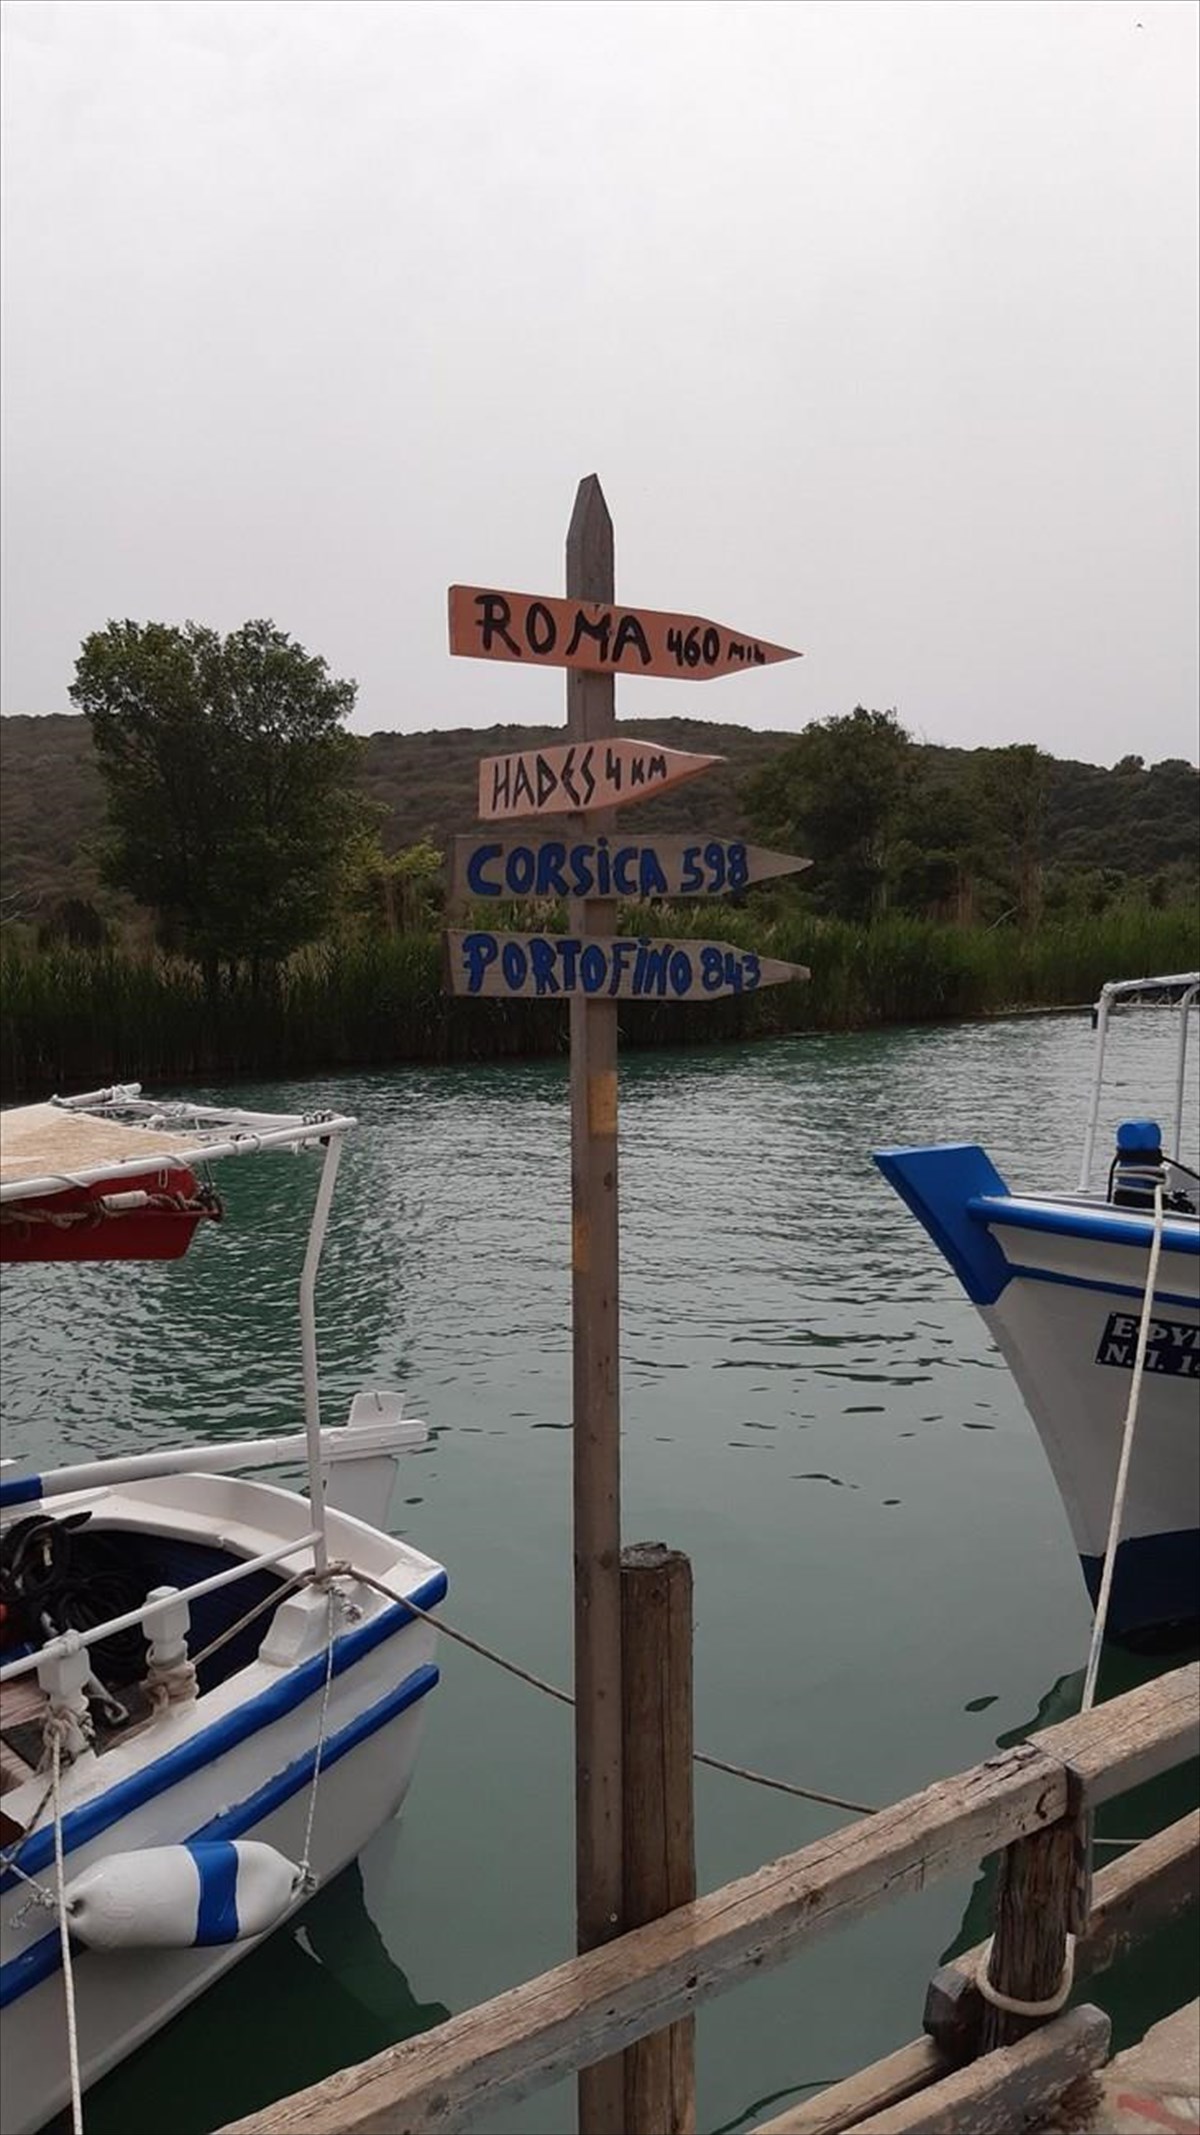 ROMA 460 MIL
HADES 4 KM
CORSICA 598
PORTOFINO 843
Ν.Π.